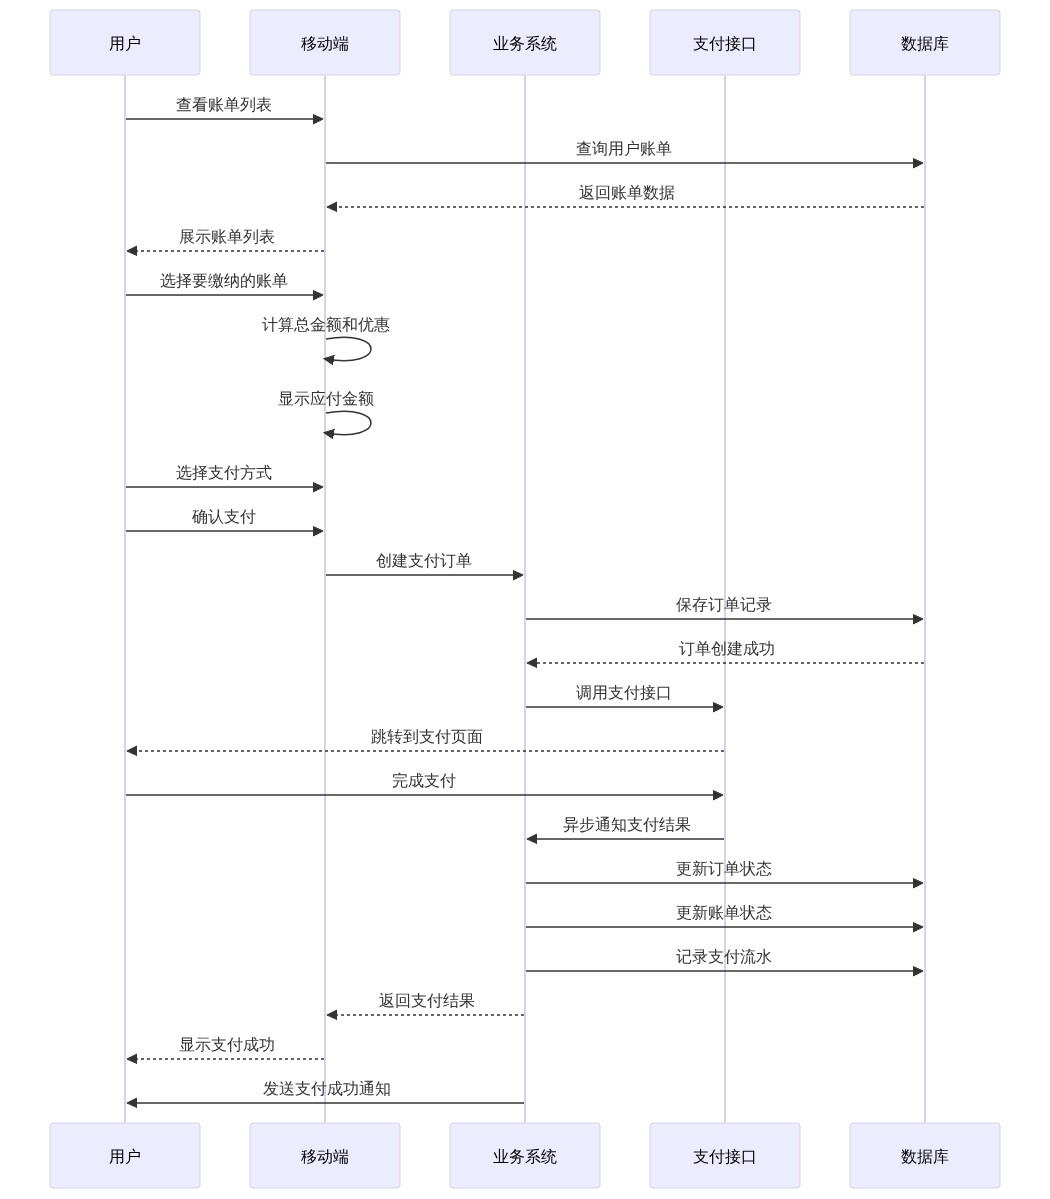 用户
移动端
业务系统
支付接口
数据库
查看账单列表
查询用户账单
返回账单数据
展示账单列表
选择要缴纳的账单
计算总金额和优惠
显示应付金额
选择支付方式
确认支付
创建支付订单
保存订单记录
订单创建成功
调用支付接口
跳转到支付页面
完成支付
异步通知支付结果
更新订单状态
更新账单状态
记录支付流水
返回支付结果
显示支付成功
发送支付成功通知
用户
移动端
业务系统
支付接口
数据库